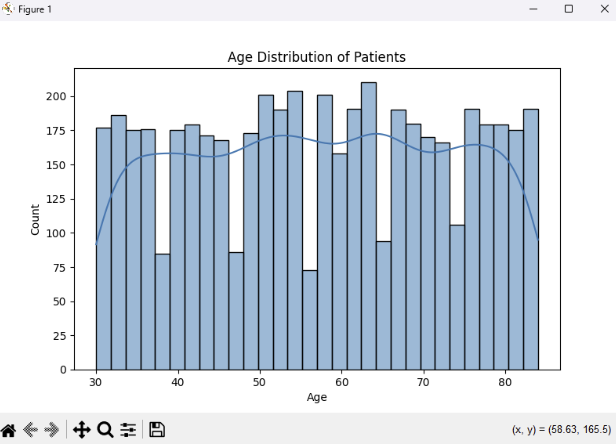 Figure 1
Age Distribution of Patients
200
175
150
125
100
75
50
25
0
Count
30 40 50 60 70 80
Age
(x, y) = (58.63, 165.5)